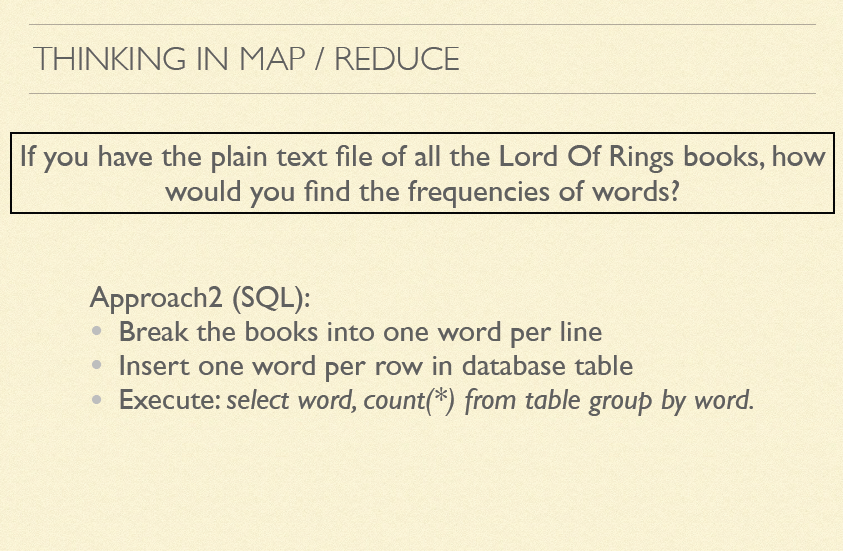 THINKING IN MAP / REDUCE
If you have the plain text file of all the Lord Of Rings books, how
would you find the frequencies of words?
Approach2 (SQL):
• Break the books into one word per line
• Insert one word per row in database table
• Execute: select word, count(*) from table group by word.